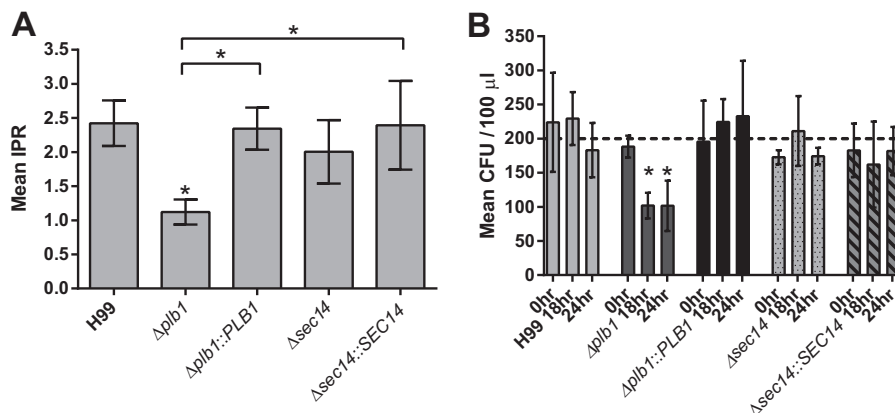 A
*
*
3.5
3.0
2.5
2.0
1.5
1.0
0.5
0.0
Mean IPR
*
H99
Δplb1
Δplb1::PLB1
Δsec14
Δsec14::SEC14
B
350
300
250
200
150
100
50
0
Mean CFU / 100 µl
* *
0hr
18hr
24hr
H99
0hr
18hr
24hr
Δplb1
0hr
18hr
24hr
Δplb1::PLB1
0hr
18hr
24hr
Δsec14
0hr
18hr
24hr
Δsec14::SEC14